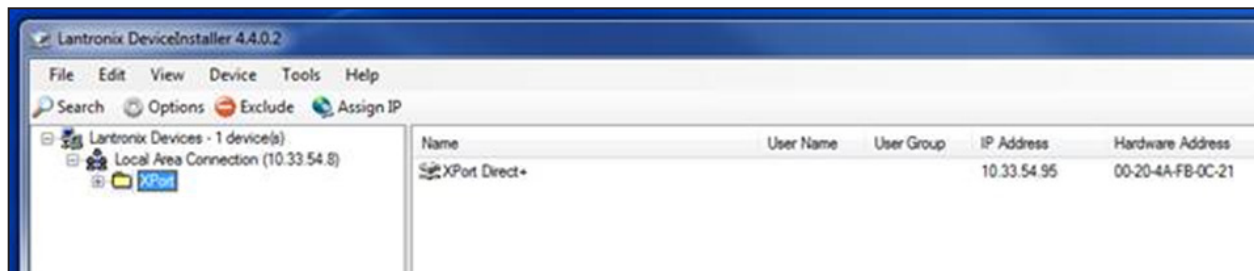 Lantronix DeviceInstaller 4.4.0.2
File Edit View Device Tools Help
Search Options Exclude Assign IP
Lantronix Devices - 1 device(s)
Local Area Connection (10.33.54.8)
XPort
Name User Name User Group IP Address Hardware Address
XPort Direct+ 10.33.54.95 00-20-4A-FB-0C-21